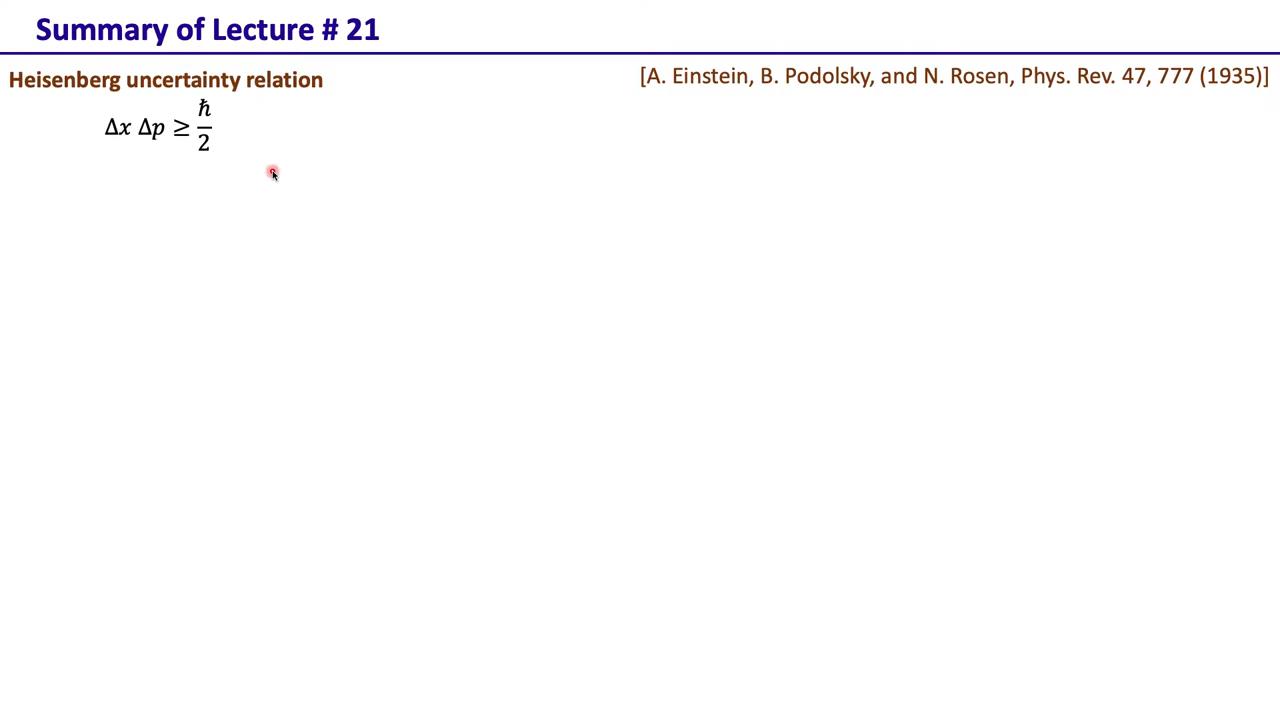 Summary of Lecture # 21
Heisenberg uncertainty relation
[A. Einstein, B. Podolsky, and N. Rosen, Phys. Rev. 47, 777 (1935)]
Δx Δp ≥ ℏ/2